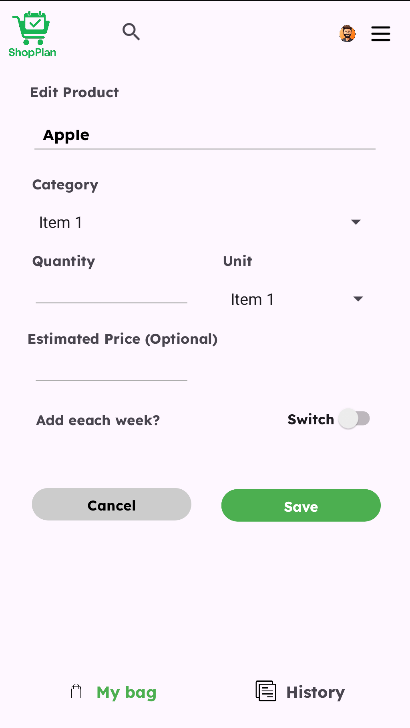 ShopPlan
Edit Product
Apple
Category
Item 1
Quantity
Unit
Item 1
Estimated Price (Optional)
Add eeach week?
Switch
Cancel
Save
My bag
History